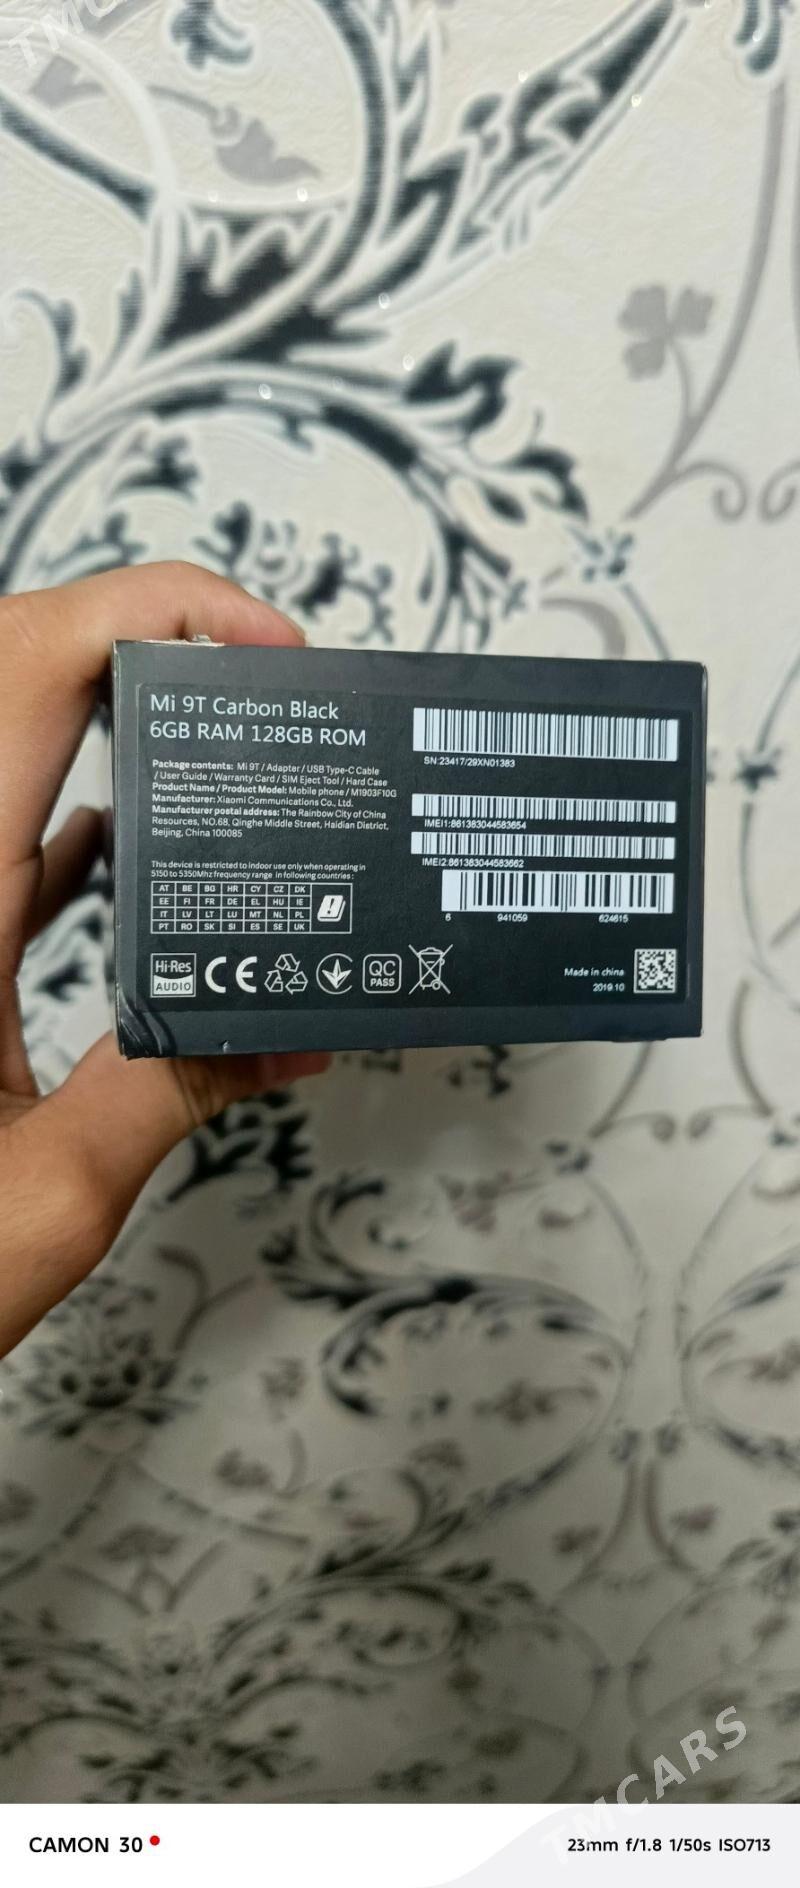 TMCARS
Mi 9T Carbon Black
6GB RAM 128GB ROM
Package contents: Mi 9T / Adapter / USB Type-C Cable
/ User Guide / Warranty Card / SIM Eject Tool / Hard Case
Product Name / Product Model: Mobile phone / M1903F10G
Manufacturer: Xiaomi Communications Co., Ltd.
Manufacturer postal address: The Rainbow City of China
Resources, NO.68, Qinghe Middle Street, Haidian District,
Beijing, China 100085
This device is restricted to indoor use only when operating in
5150 to 5350Mhz frequency range in following countries:
AT BE BG HR CY CZ DK
EE FI FR DE EL HU IE
IT LV LT LU MT NL PL
PT RO SK SI ES SE UK
Hi-Res
AUDIO
CE
QC
PASS
SN:23417/29XN01383
IMEI1:861383044583654
IMEI2:861383044583662
6 941059 624615
Made in china
2019.10
TMCARS
CAMON 30
23mm f/1.8 1/50s ISO713